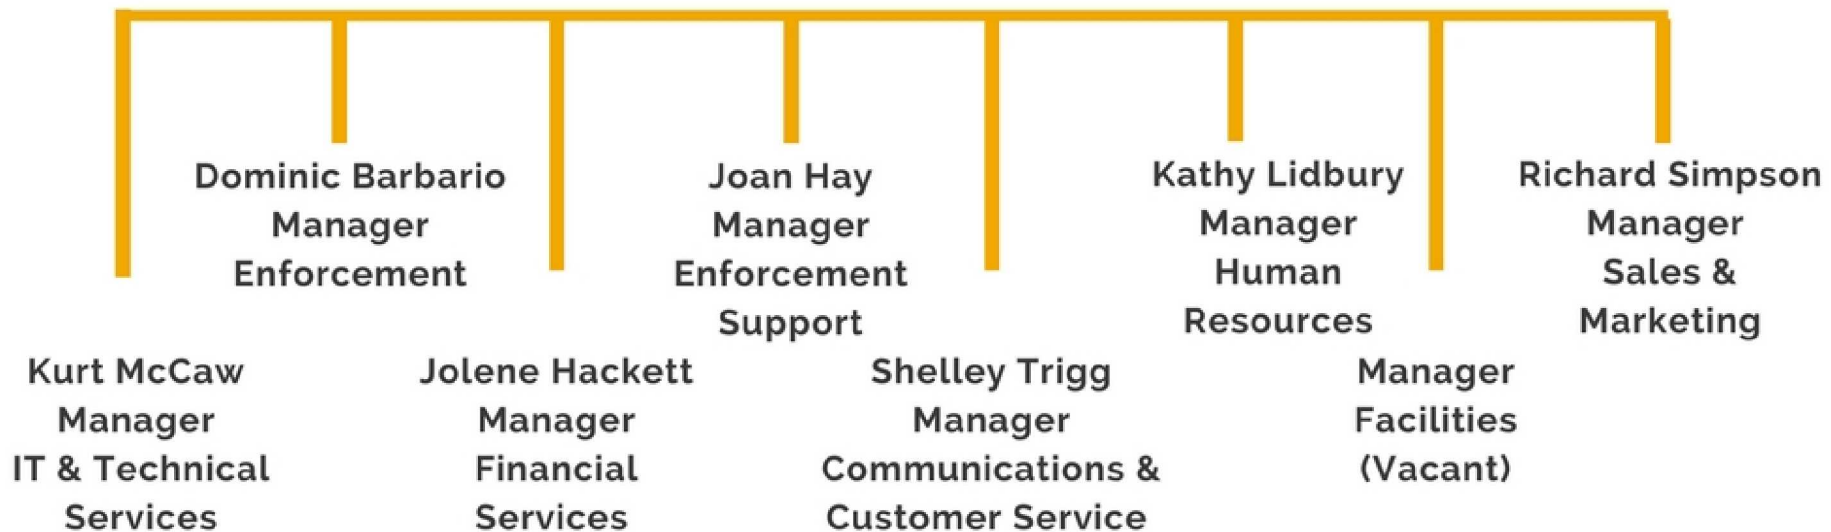 Dominic Barbario
Manager
Enforcement
Joan Hay
Manager
Enforcement
Support
Kathy Lidbury
Manager
Human
Resources
Richard Simpson
Manager
Sales &
Marketing
Kurt McCaw
Manager
IT & Technical
Services
Jolene Hackett
Manager
Financial
Services
Shelley Trigg
Manager
Communications &
Customer Service
Manager
Facilities
(Vacant)